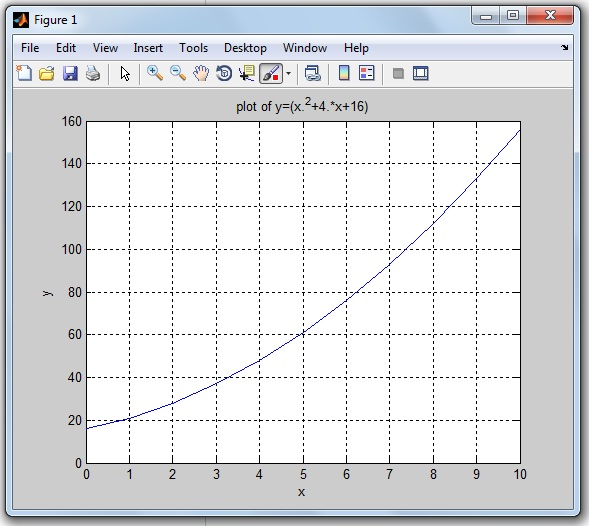 Figure 1
File Edit View Insert Tools Desktop Window Help
plot of y=(x.²+4.*x+16)
160
140
120
100
80
60
40
20
0
y
0 1 2 3 4 5 6 7 8 9 10
x